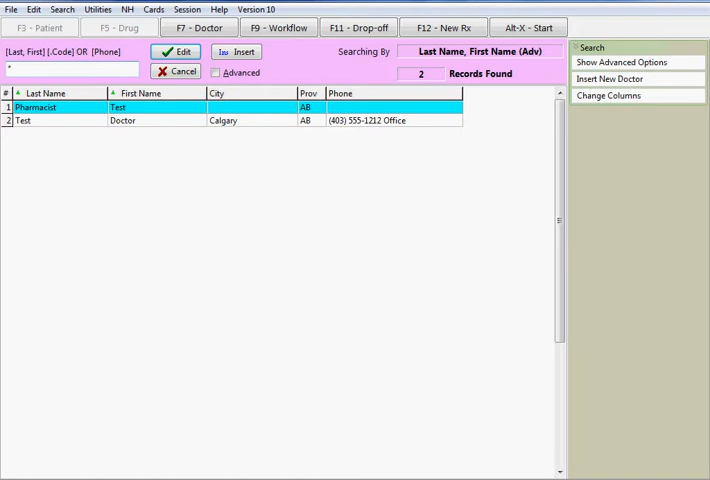 File Edit Search Utilities NH Cards Session Help Version 10
F3 - Patient F5 - Drug F7 - Doctor F9 - Workflow F11 - Drop-off F12 - New Rx Alt-X - Start
[Last, First] [.Code] OR [Phone] Edit Ins Insert Searching By Last Name, First Name (Adv)
* Cancel Advanced 2 Records Found
# Last Name First Name City Prov Phone
1 Pharmacist Test AB
2 Test Doctor Calgary AB (403) 555-1212 Office
Search
Show Advanced Options
Insert New Doctor
Change Columns